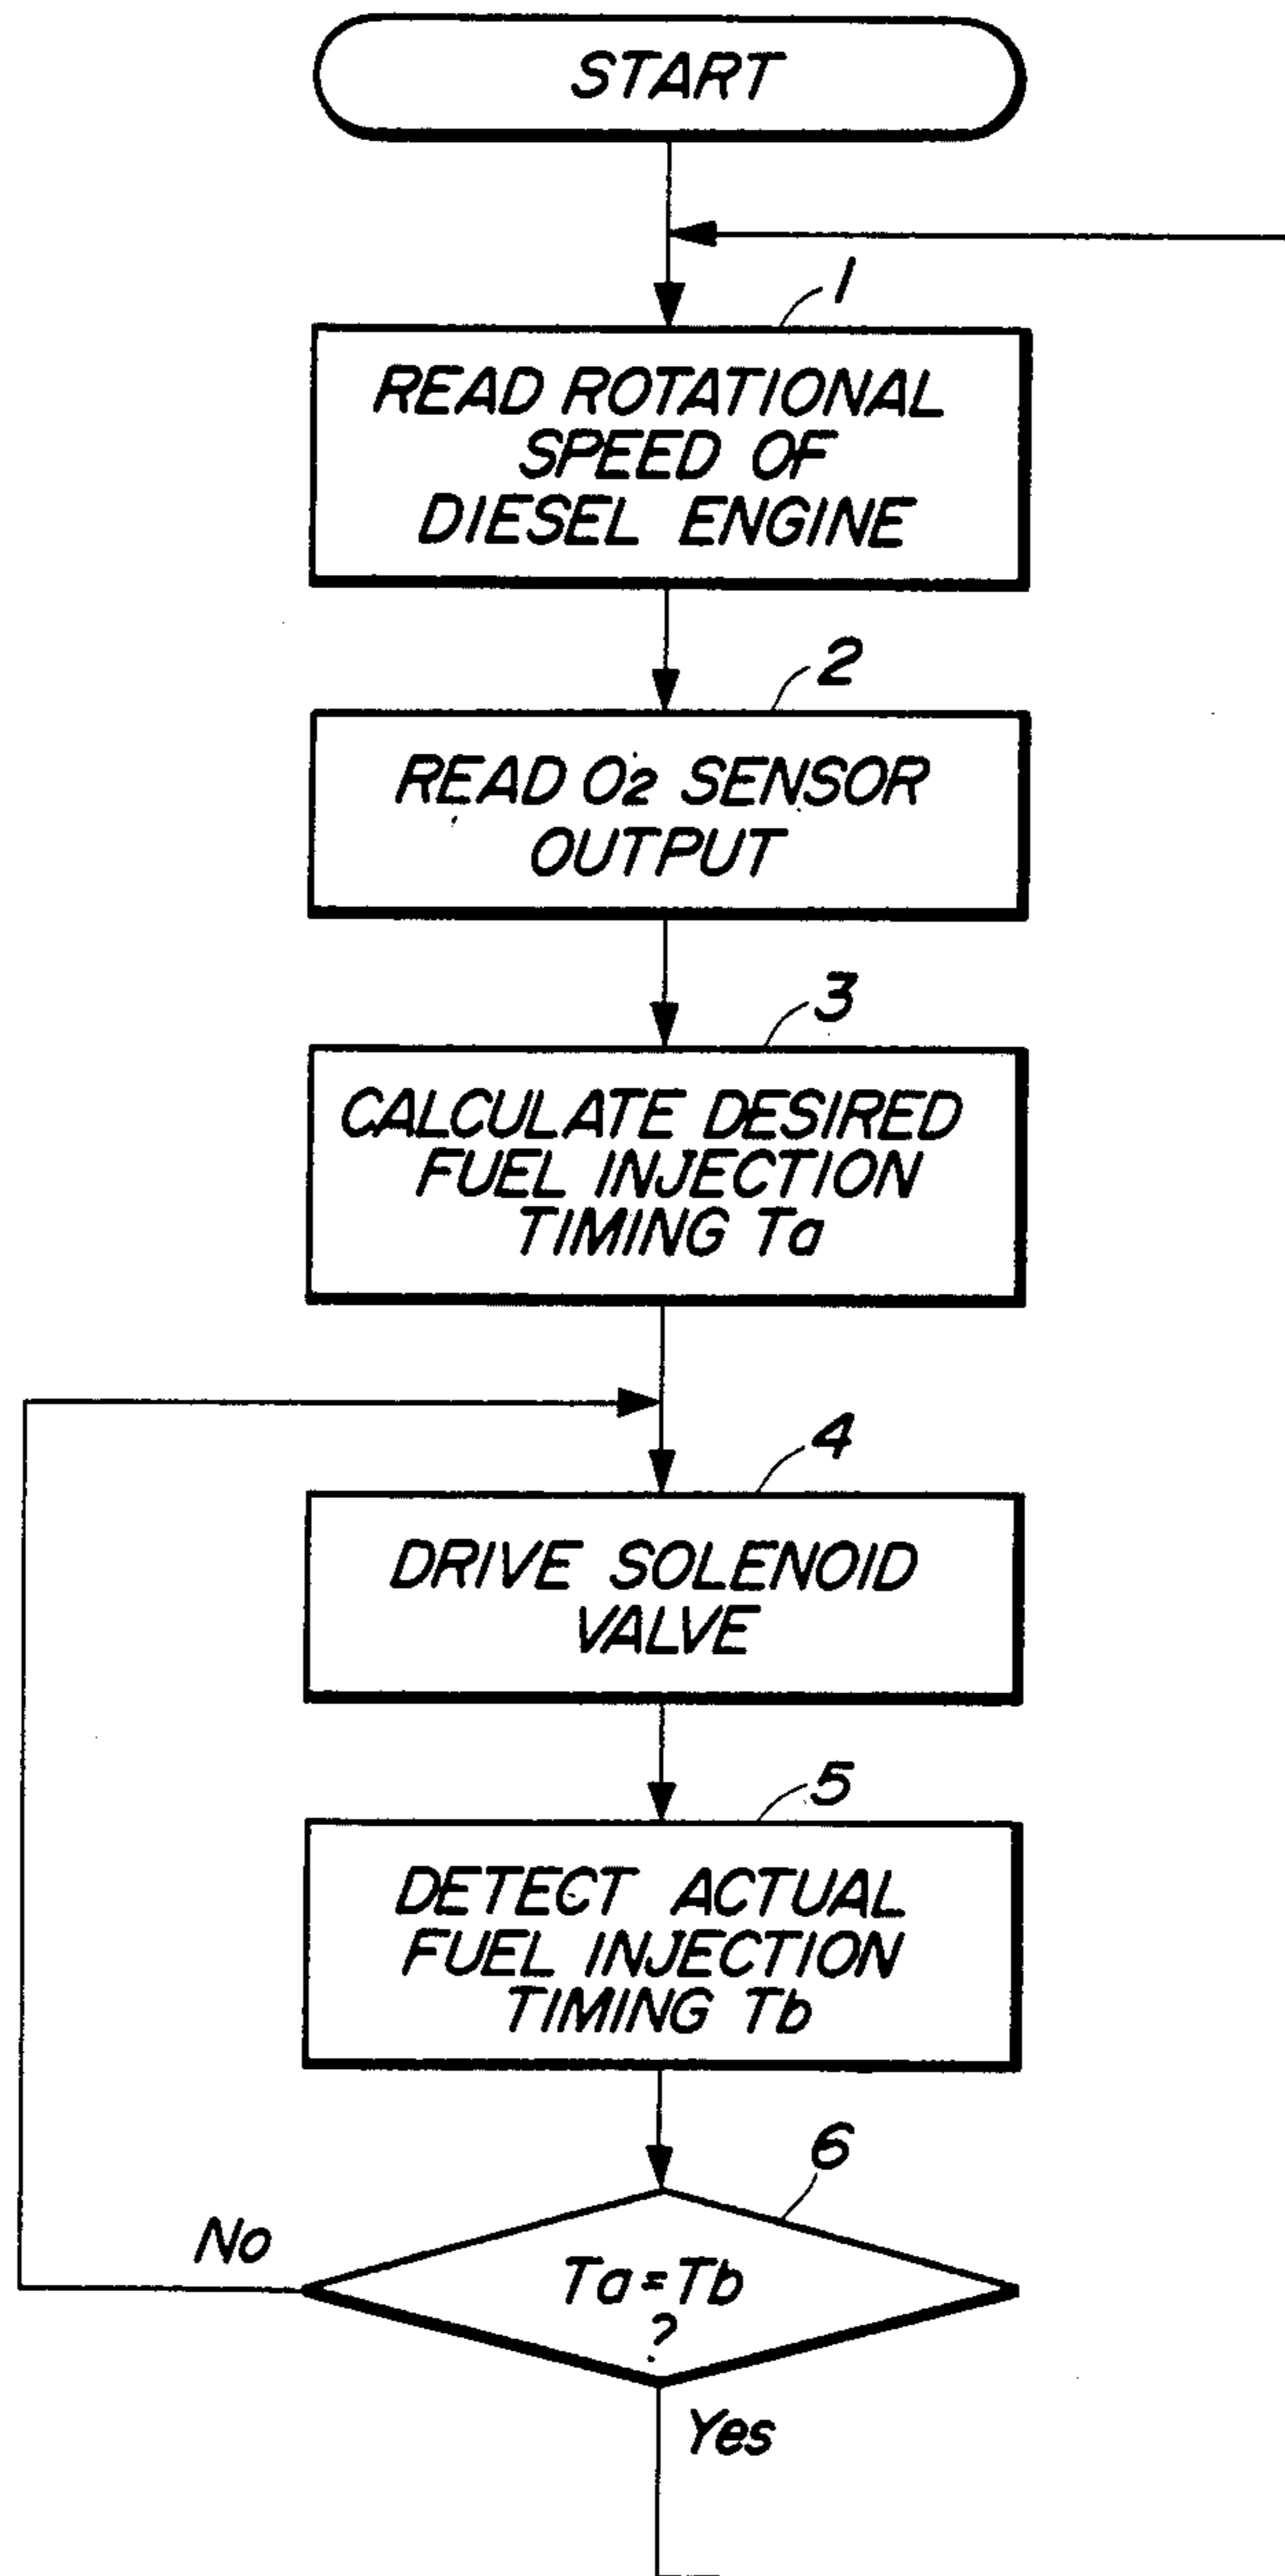 START
1
READ ROTATIONAL
SPEED OF
DIESEL ENGINE
2
READ O2 SENSOR
OUTPUT
3
CALCULATE DESIRED
FUEL INJECTION
TIMING Ta
4
DRIVE SOLENOID
VALVE
5
DETECT ACTUAL
FUEL INJECTION
TIMING Tb
6
No
Ta=Tb
?
Yes